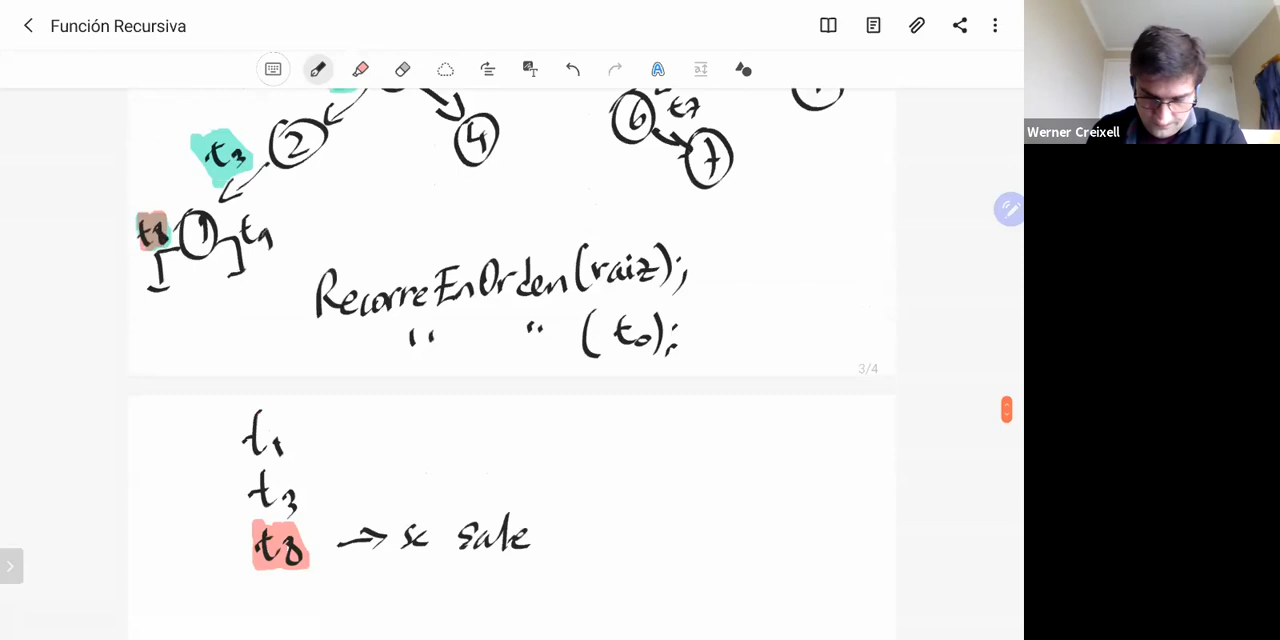 Función Recursiva
Werner Creixell
2
4
6
t7
7
t3
t8
1
t9
RecorreEnOrden(raiz);
" " (t0);
3/4
t1
t3
t8 → se sale